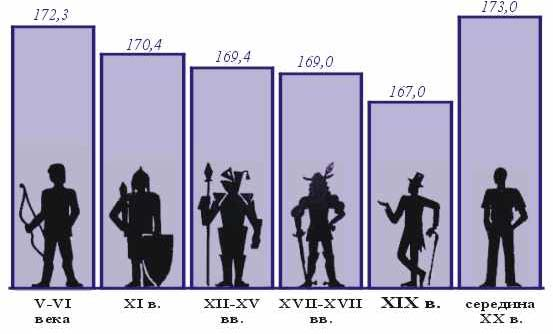 172,3
170,4
169,4
169,0
167,0
173,0
V-VI
века
XI в.
XII-XV
вв.
XVII-XVII
вв.
XIX в.
середина
XX в.